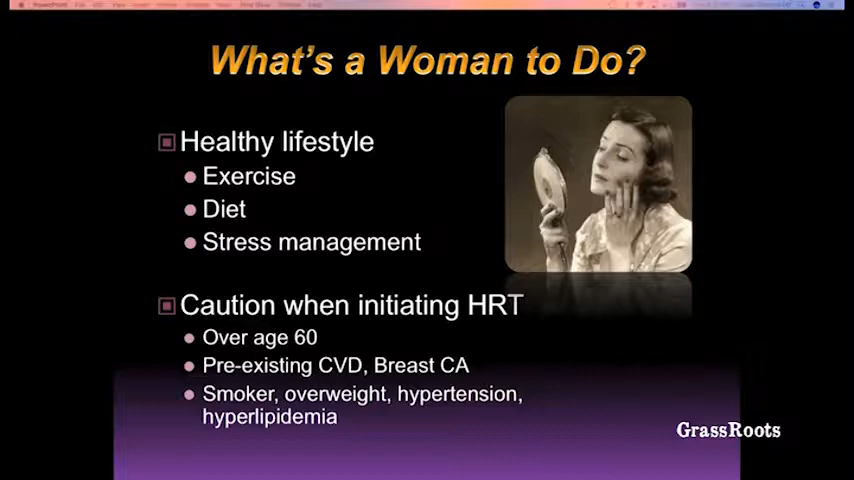 What's a Woman to Do?
Healthy lifestyle
Exercise
Diet
Stress management
Caution when initiating HRT
Over age 60
Pre-existing CVD, Breast CA
Smoker, overweight, hypertension,
hyperlipidemia
GrassRoots